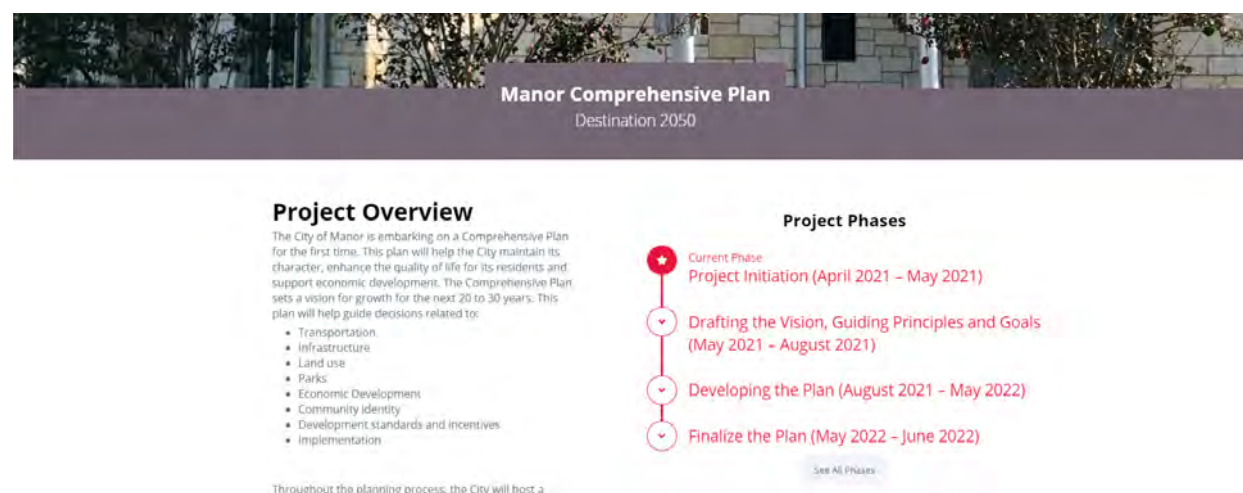 Manor Comprehensive Plan
Destination 2050
Project Overview
The City of Manor is embarking on a Comprehensive Plan
for the first time. This plan will help the City maintain its
character, enhance the quality of life for its residents and
support economic development. The Comprehensive Plan
sets a vision for growth for the next 20 to 30 years. This
plan will help guide decisions related to:
Transportation
Infrastructure
Land use
Parks
Economic Development
Community identity
Development standards and incentives
Implementation
Throughout the planning process, the City will host a
Project Phases
Current Phase
Project Initiation (April 2021 – May 2021)
Drafting the Vision, Guiding Principles and Goals
(May 2021 – August 2021)
Developing the Plan (August 2021 – May 2022)
Finalize the Plan (May 2022 – June 2022)
See All Phases